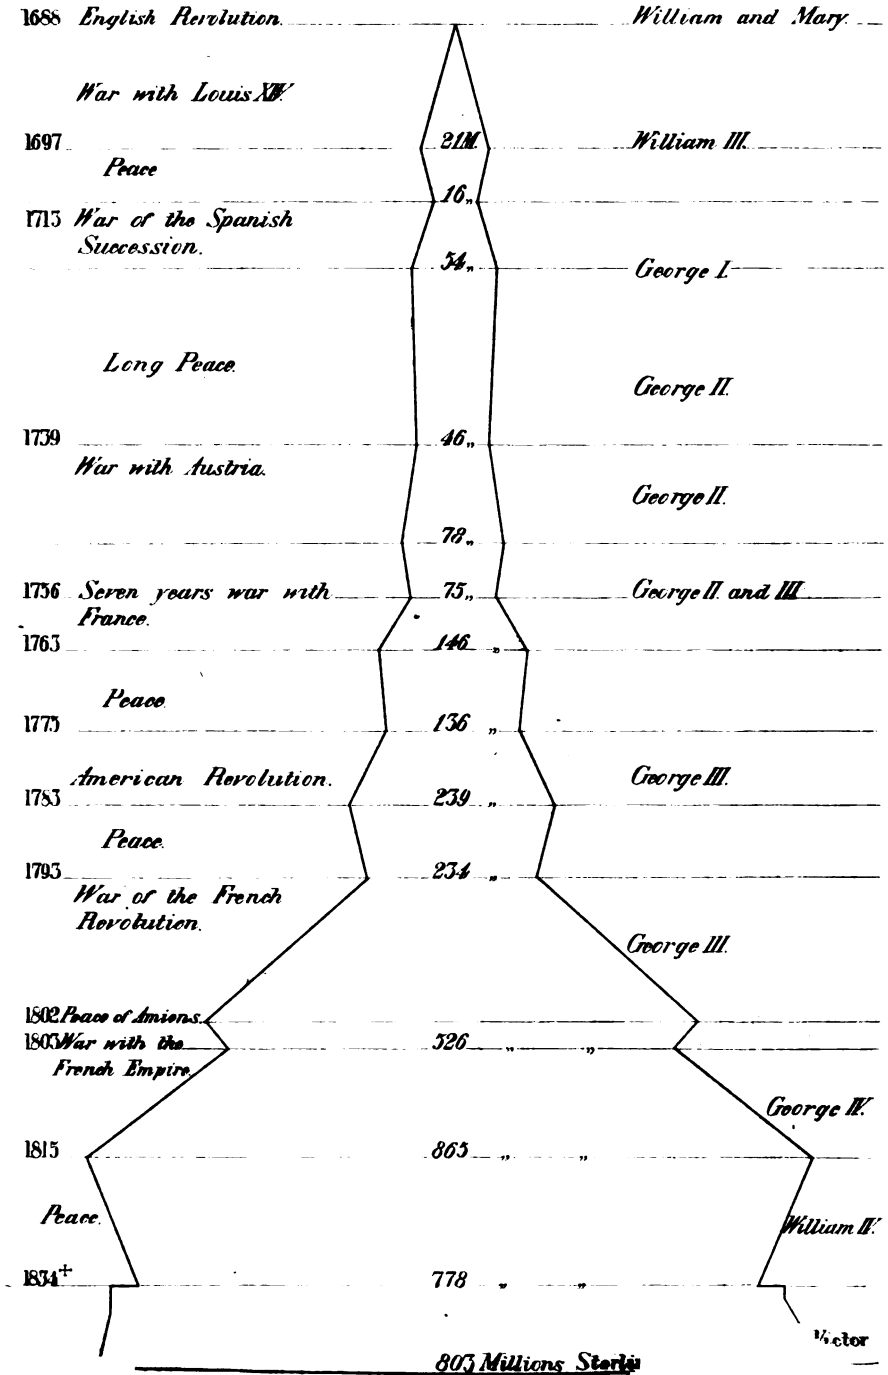 1688 English Revolution. William and Mary.
War with Louis XIV.
1697 21M. William III.
Peace
16 „
1713 War of the Spanish
Succession.
54 „ George I.
Long Peace.
George II.
1739 46 „
War with Austria.
George II.
78 „
1756 Seven years war with 75 „ George II. and III
France.
1763 146 „
Peace
1775 136 „
American Revolution. George III.
1783 239 „
Peace.
1793 234 „
War of the French
Revolution.
George III.
1802 Peace of Amiens.
1803 War with the 526 „ „
French Empire.
George IV.
1815 865 „ „
Peace. William IV.
1834+ 778 „ „
Victor
803 Millions Sterlin